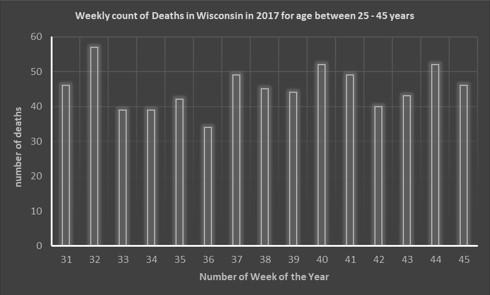 Weekly count of Deaths in Wisconsin in 2017 for age between 25 - 45 years
60
50
40
30
20
10
0
number of deaths
31 32 33 34 35 36 37 38 39 40 41 42 43 44 45
Number of Week of the Year